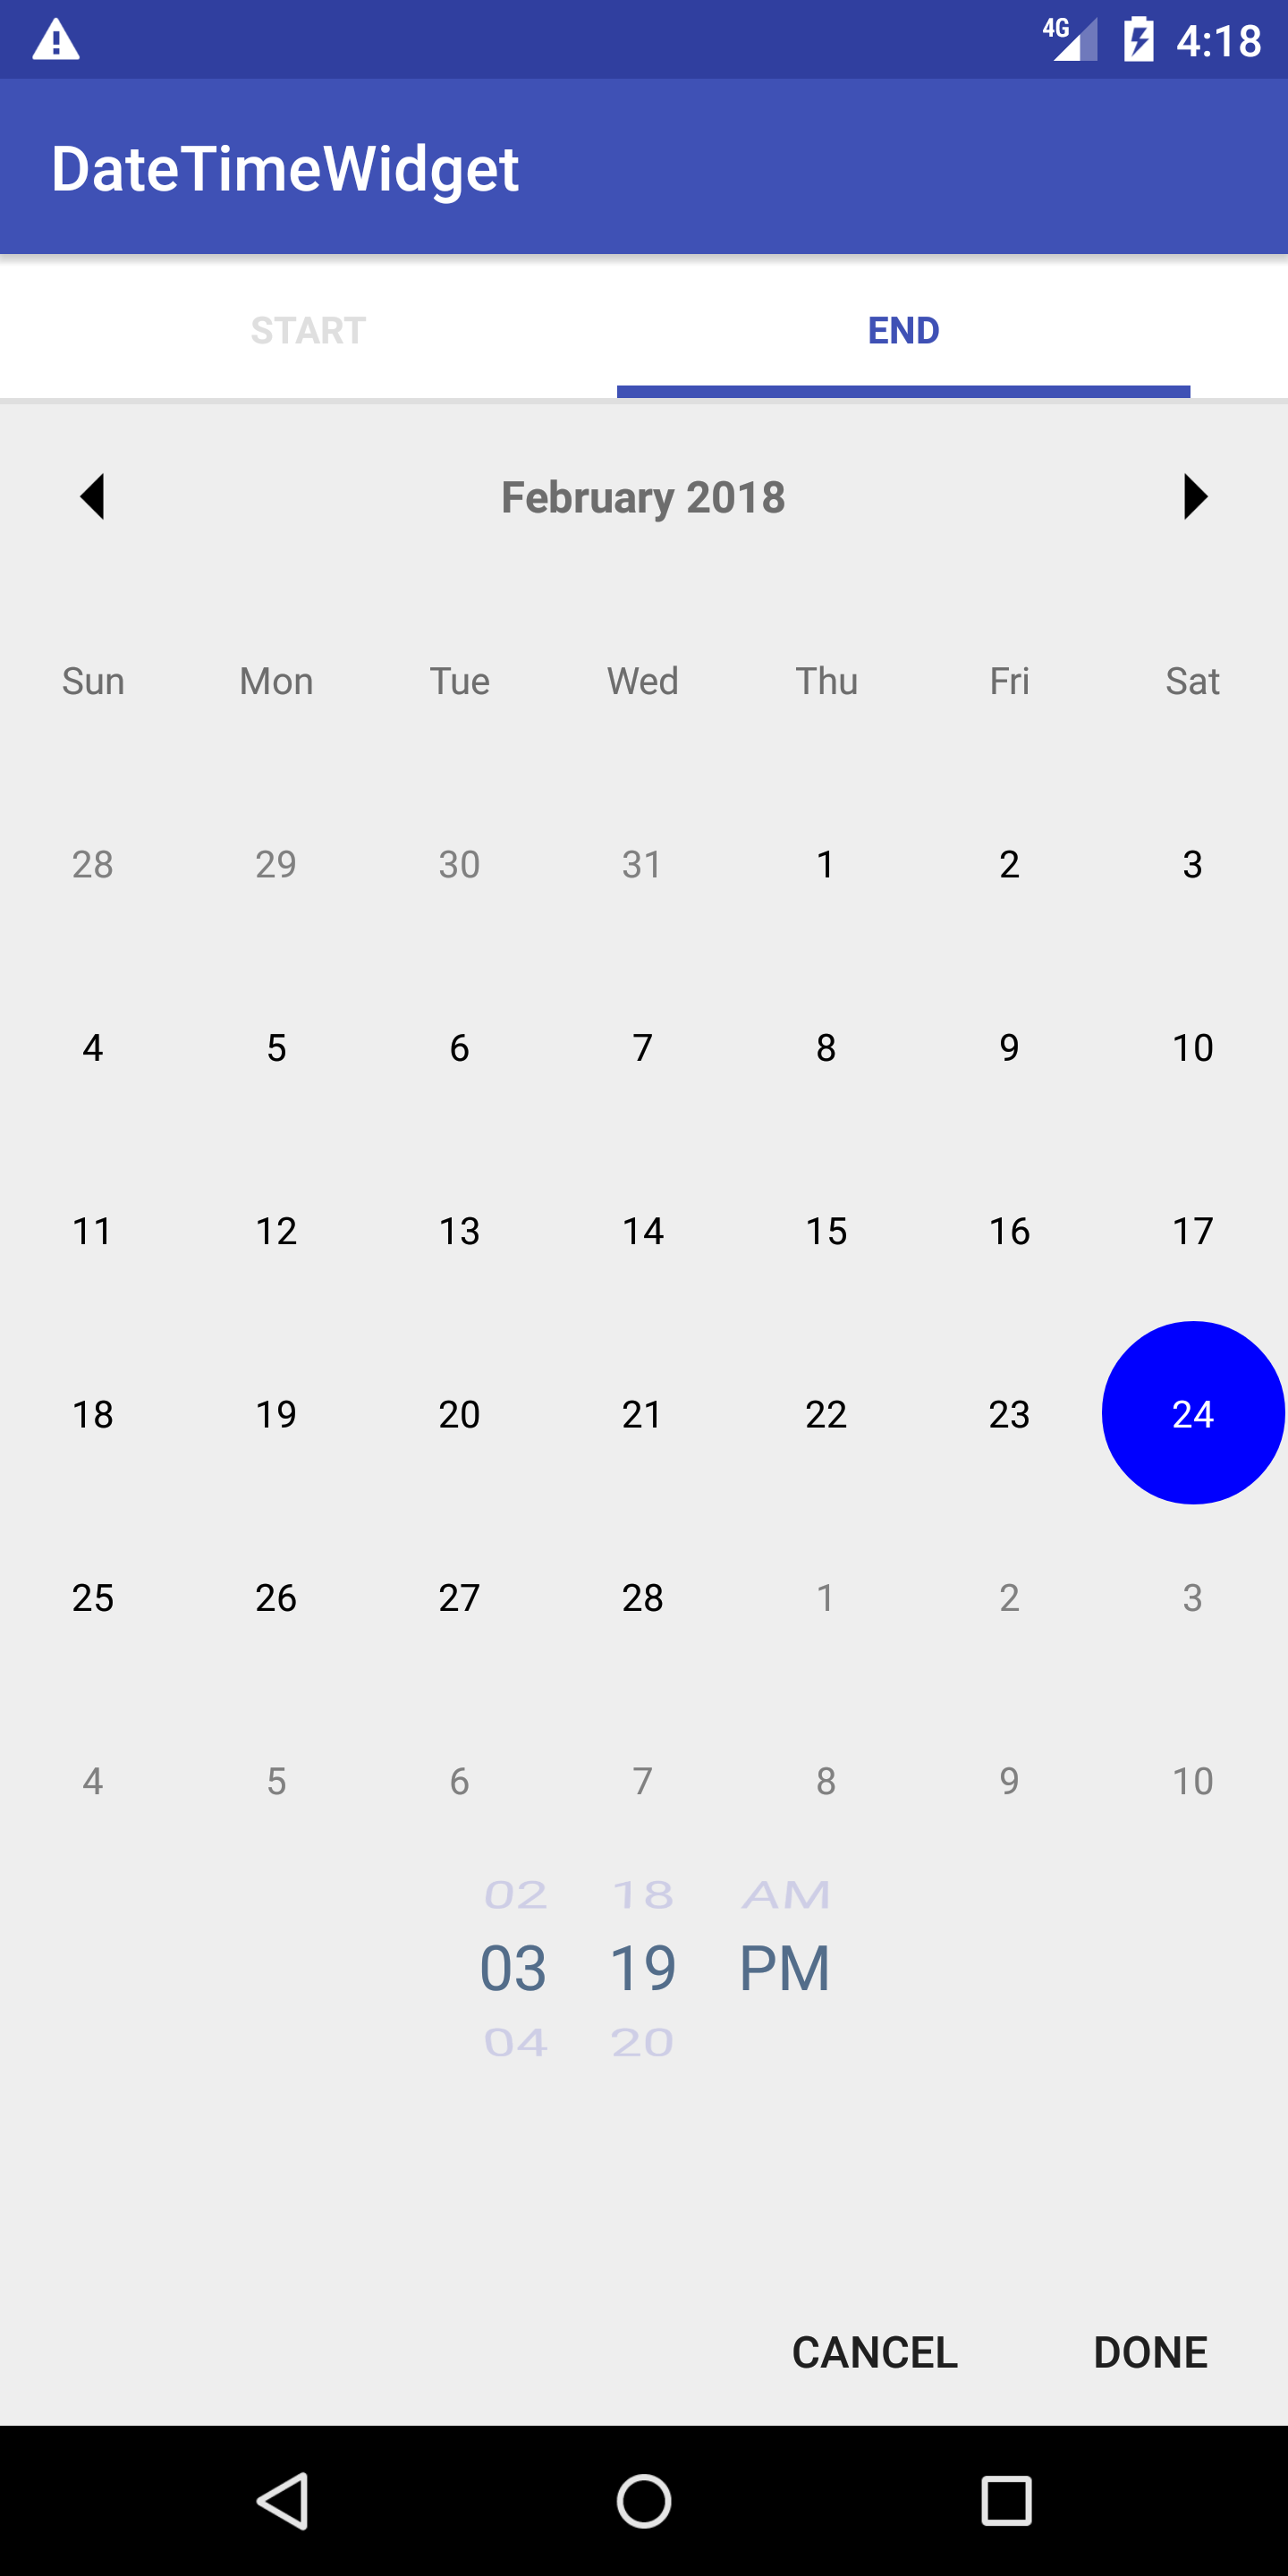 4G 4:18
DateTimeWidget
START END
February 2018
Sun Mon Tue Wed Thu Fri Sat
28 29 30 31 1 2 3
4 5 6 7 8 9 10
11 12 13 14 15 16 17
18 19 20 21 22 23 24
25 26 27 28 1 2 3
4 5 6 7 8 9 10
02 18 AM
03 19 PM
04 20
CANCEL DONE